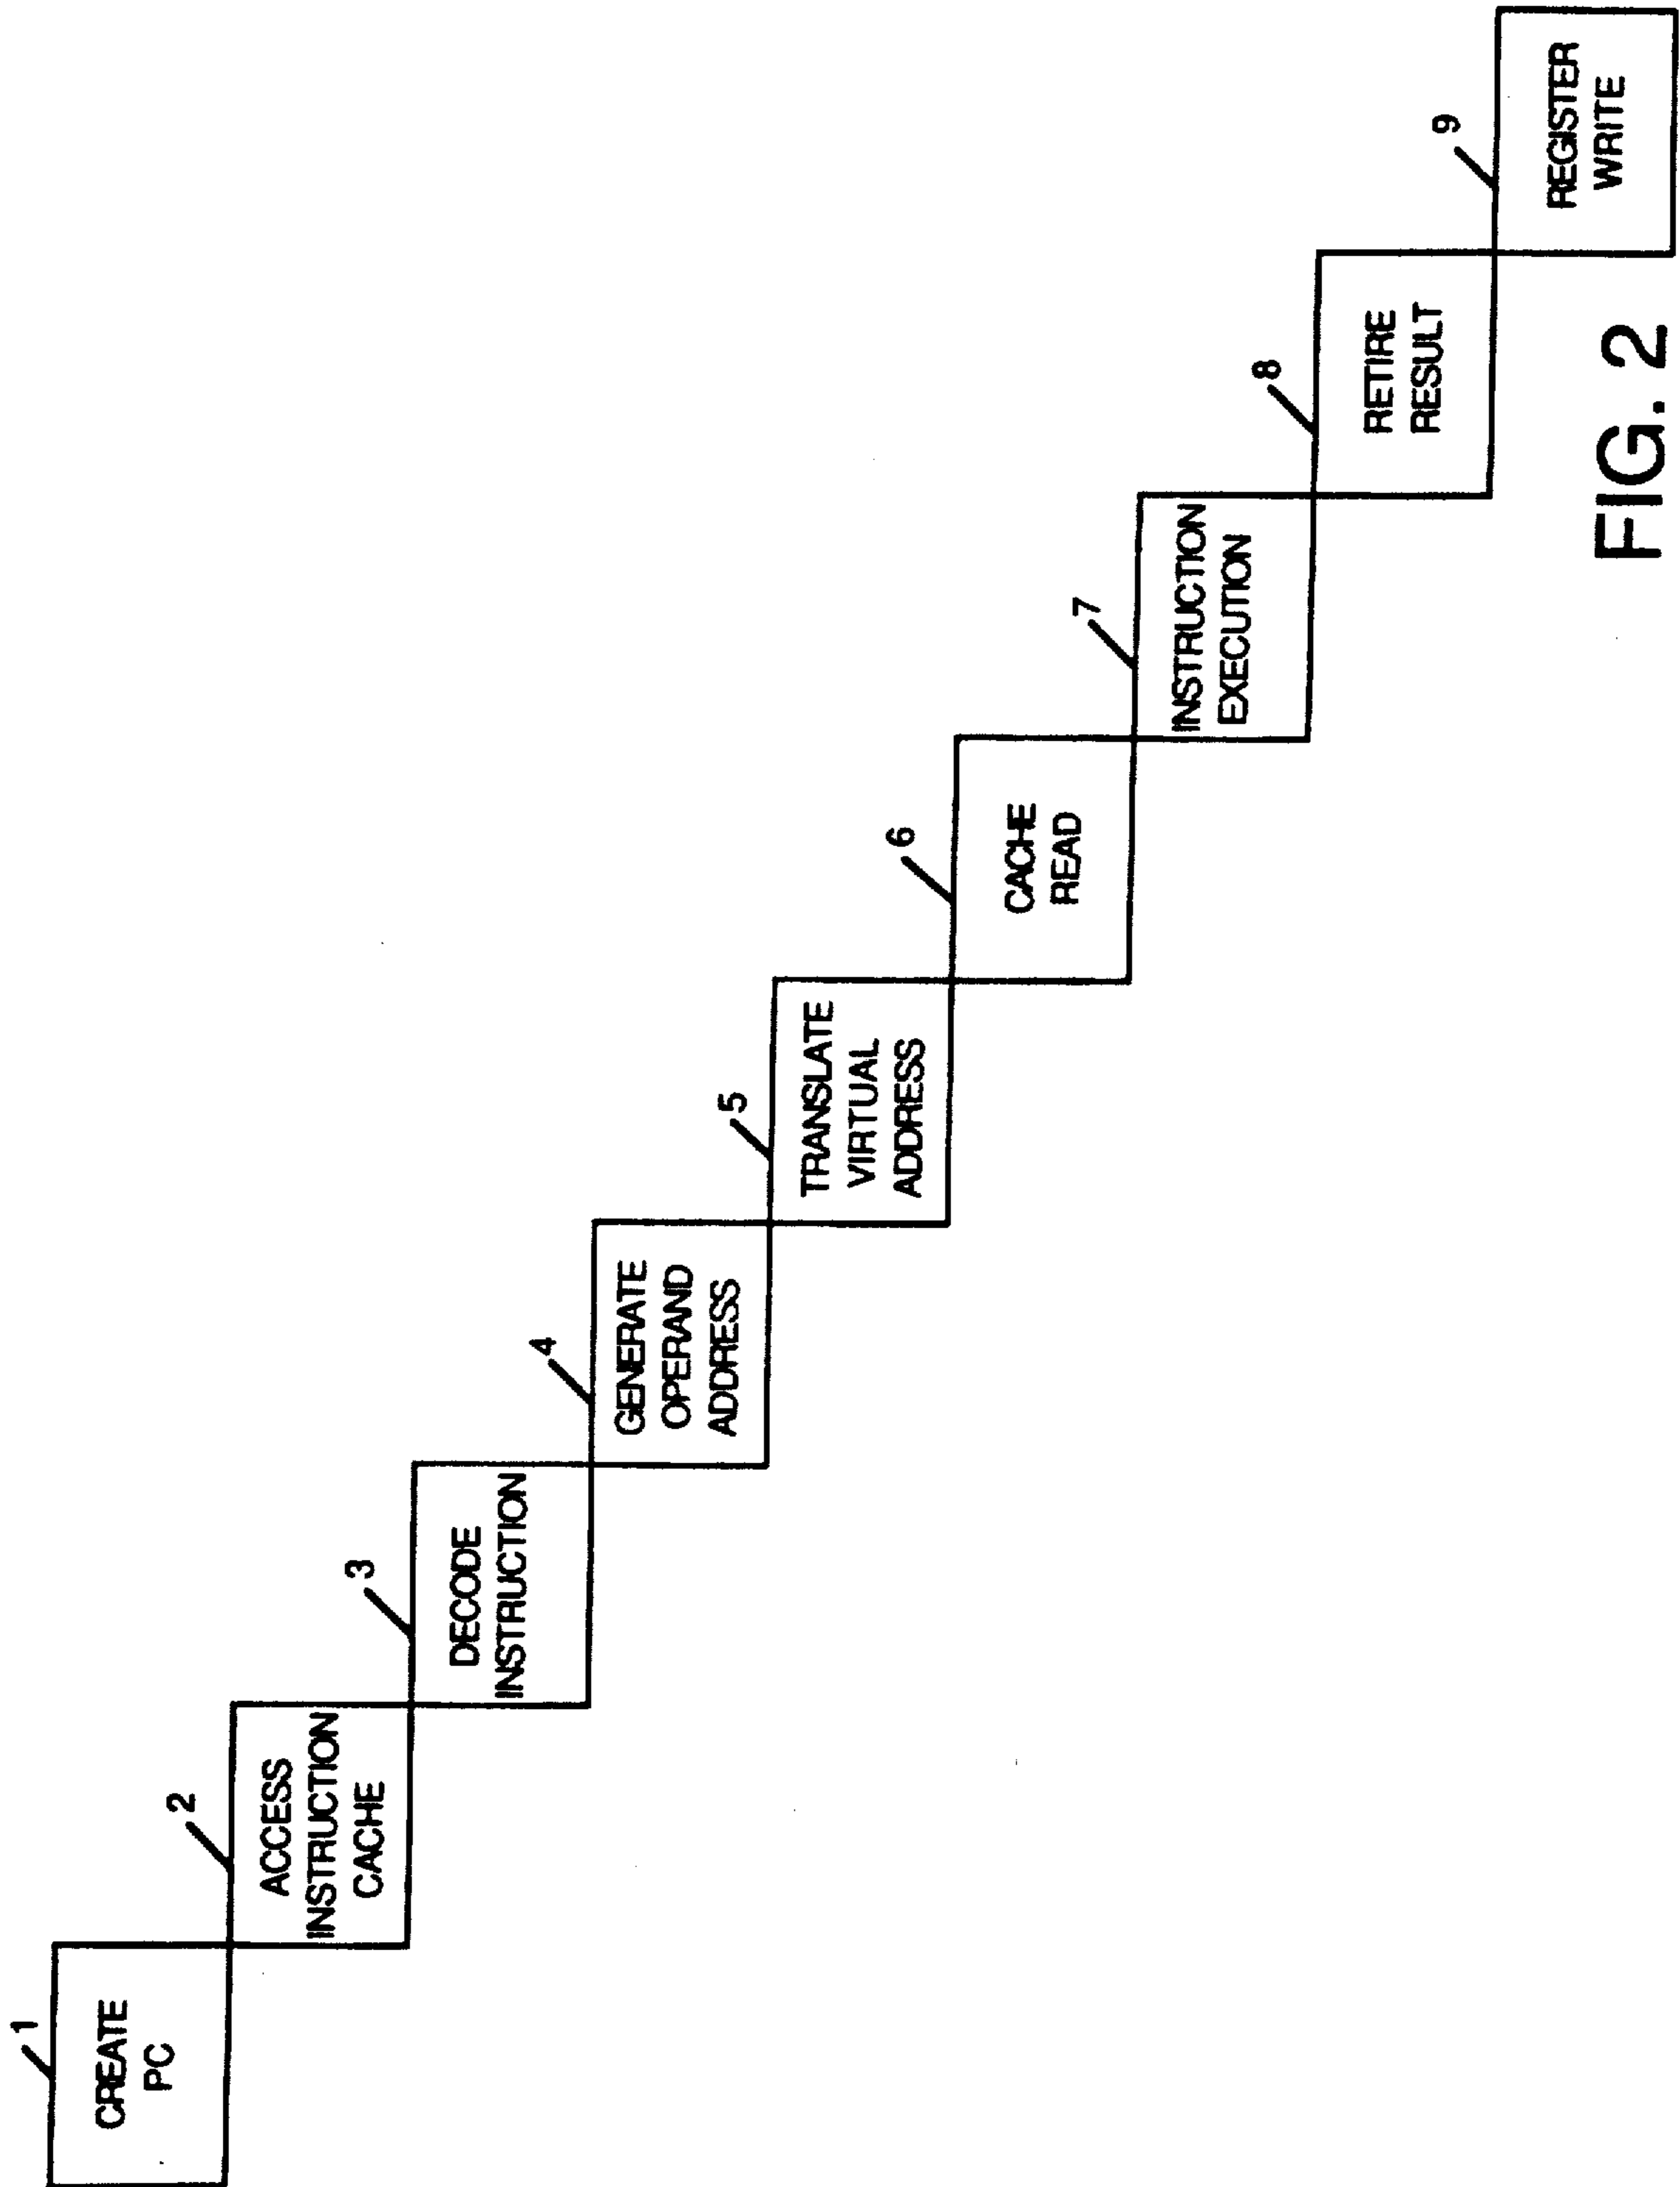 1
CREATE
PC
2
ACCESS
INSTRUCTION
CACHE
3
DECODE
INSTRUCTION
4
GENERATE
OPERAND
ADDRESS
5
TRANSLATE
VIRTUAL
ADDRESS
6
CACHE
READ
7
INSTRUCTION
EXECUTION
8
RETIRE
RESULT
9
REGISTER
WRITE
FIG. 2